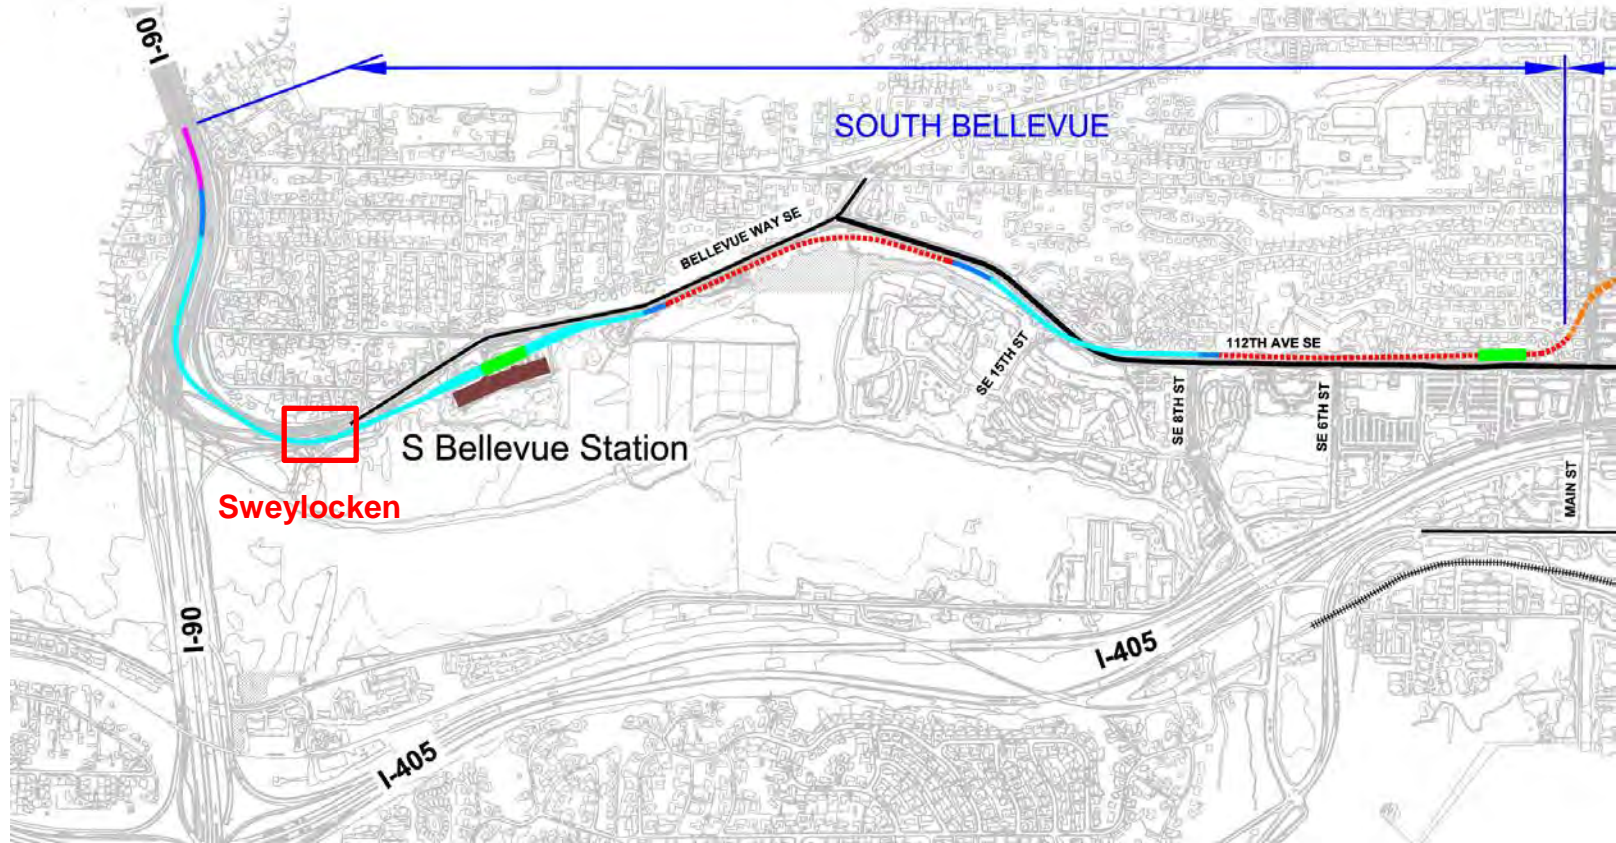 I-90
SOUTH BELLEVUE
BELLEVUE WAY SE
112TH AVE SE
SE 15TH ST
SE 8TH ST
SE 6TH ST
MAIN ST
S Bellevue Station
Sweylocken
I-90
I-405
I-405